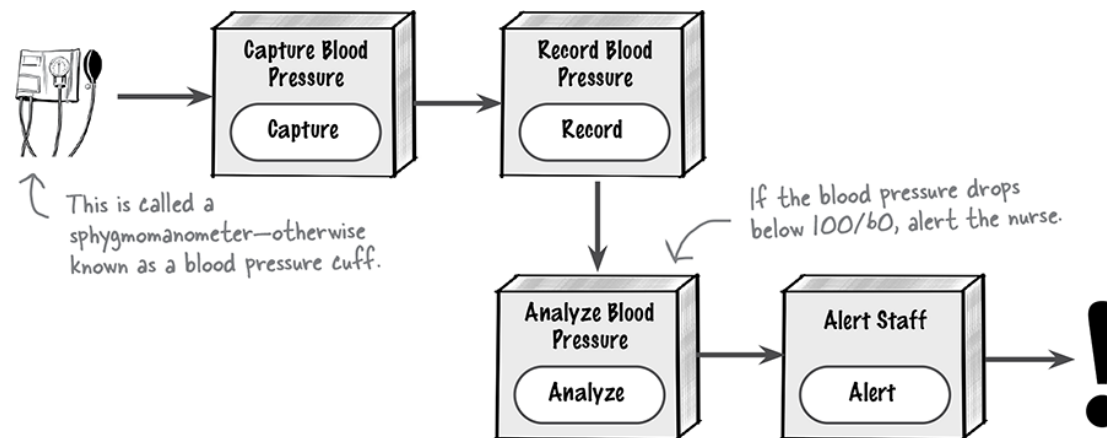 Capture Blood
Pressure
Capture
Record Blood
Pressure
Record
This is called a
sphygmomanometer—otherwise
known as a blood pressure cuff.
If the blood pressure drops
below 100/60, alert the nurse.
Analyze Blood
Pressure
Analyze
Alert Staff
Alert
!